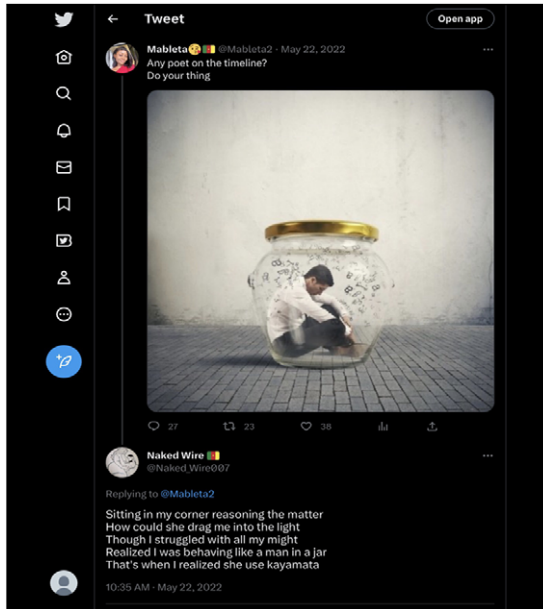 Tweet
Open app
Mableta😘🇨🇲 @Mableta2 · May 22, 2022
Any poet on the timeline?
Do your thing
27 23 38
Naked Wire 🇨🇲
@Naked_Wire007
Replying to @Mableta2
Sitting in my corner reasoning the matter
How could she drag me into the light
Though I struggled with all my might
Realized I was behaving like a man in a jar
That's when I realized she use kayamata
10:35 AM · May 22, 2022